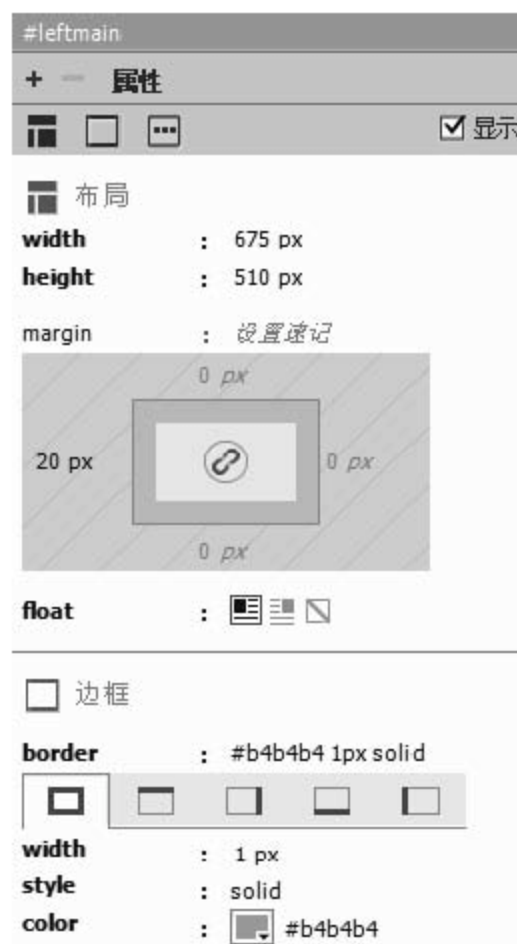 #leftmain
+ − 属性
显示
布局
width : 675 px
height : 510 px
margin : 设置速记
0 px
20 px 0 px
0 px
float :
边框
border : #b4b4b4 1px solid
width : 1 px
style : solid
color : #b4b4b4